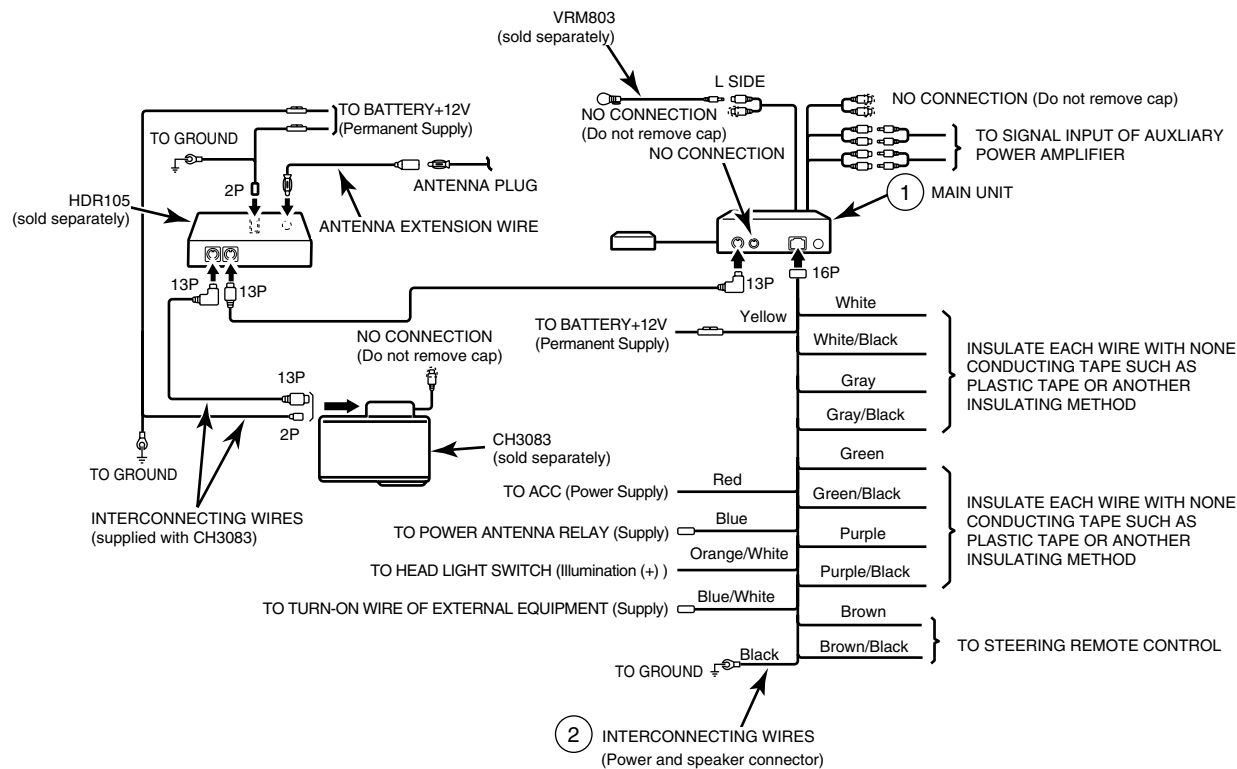 VRM803
(sold separately)
L SIDE
NO CONNECTION
(Do not remove cap)
NO CONNECTION
NO CONNECTION (Do not remove cap)
TO SIGNAL INPUT OF AUXLIARY
POWER AMPLIFIER
1 MAIN UNIT
TO BATTERY+12V
(Permanent Supply)
TO GROUND
2P
ANTENNA PLUG
HDR105
(sold separately)
ANTENNA EXTENSION WIRE
13P
13P
13P
16P
NO CONNECTION
(Do not remove cap)
13P
2P
CH3083
(sold separately)
TO GROUND
INTERCONNECTING WIRES
(supplied with CH3083)
TO BATTERY+12V
(Permanent Supply)
Yellow
White
White/Black
Gray
Gray/Black
INSULATE EACH WIRE WITH NONE
CONDUCTING TAPE SUCH AS
PLASTIC TAPE OR ANOTHER
INSULATING METHOD
Green
Green/Black
Purple
Purple/Black
INSULATE EACH WIRE WITH NONE
CONDUCTING TAPE SUCH AS
PLASTIC TAPE OR ANOTHER
INSULATING METHOD
TO ACC (Power Supply)
Red
TO POWER ANTENNA RELAY (Supply)
Blue
TO HEAD LIGHT SWITCH (Illumination (+) )
Orange/White
TO TURN-ON WIRE OF EXTERNAL EQUIPMENT (Supply)
Blue/White
Brown
Brown/Black
TO STEERING REMOTE CONTROL
TO GROUND
Black
2 INTERCONNECTING WIRES
(Power and speaker connector)